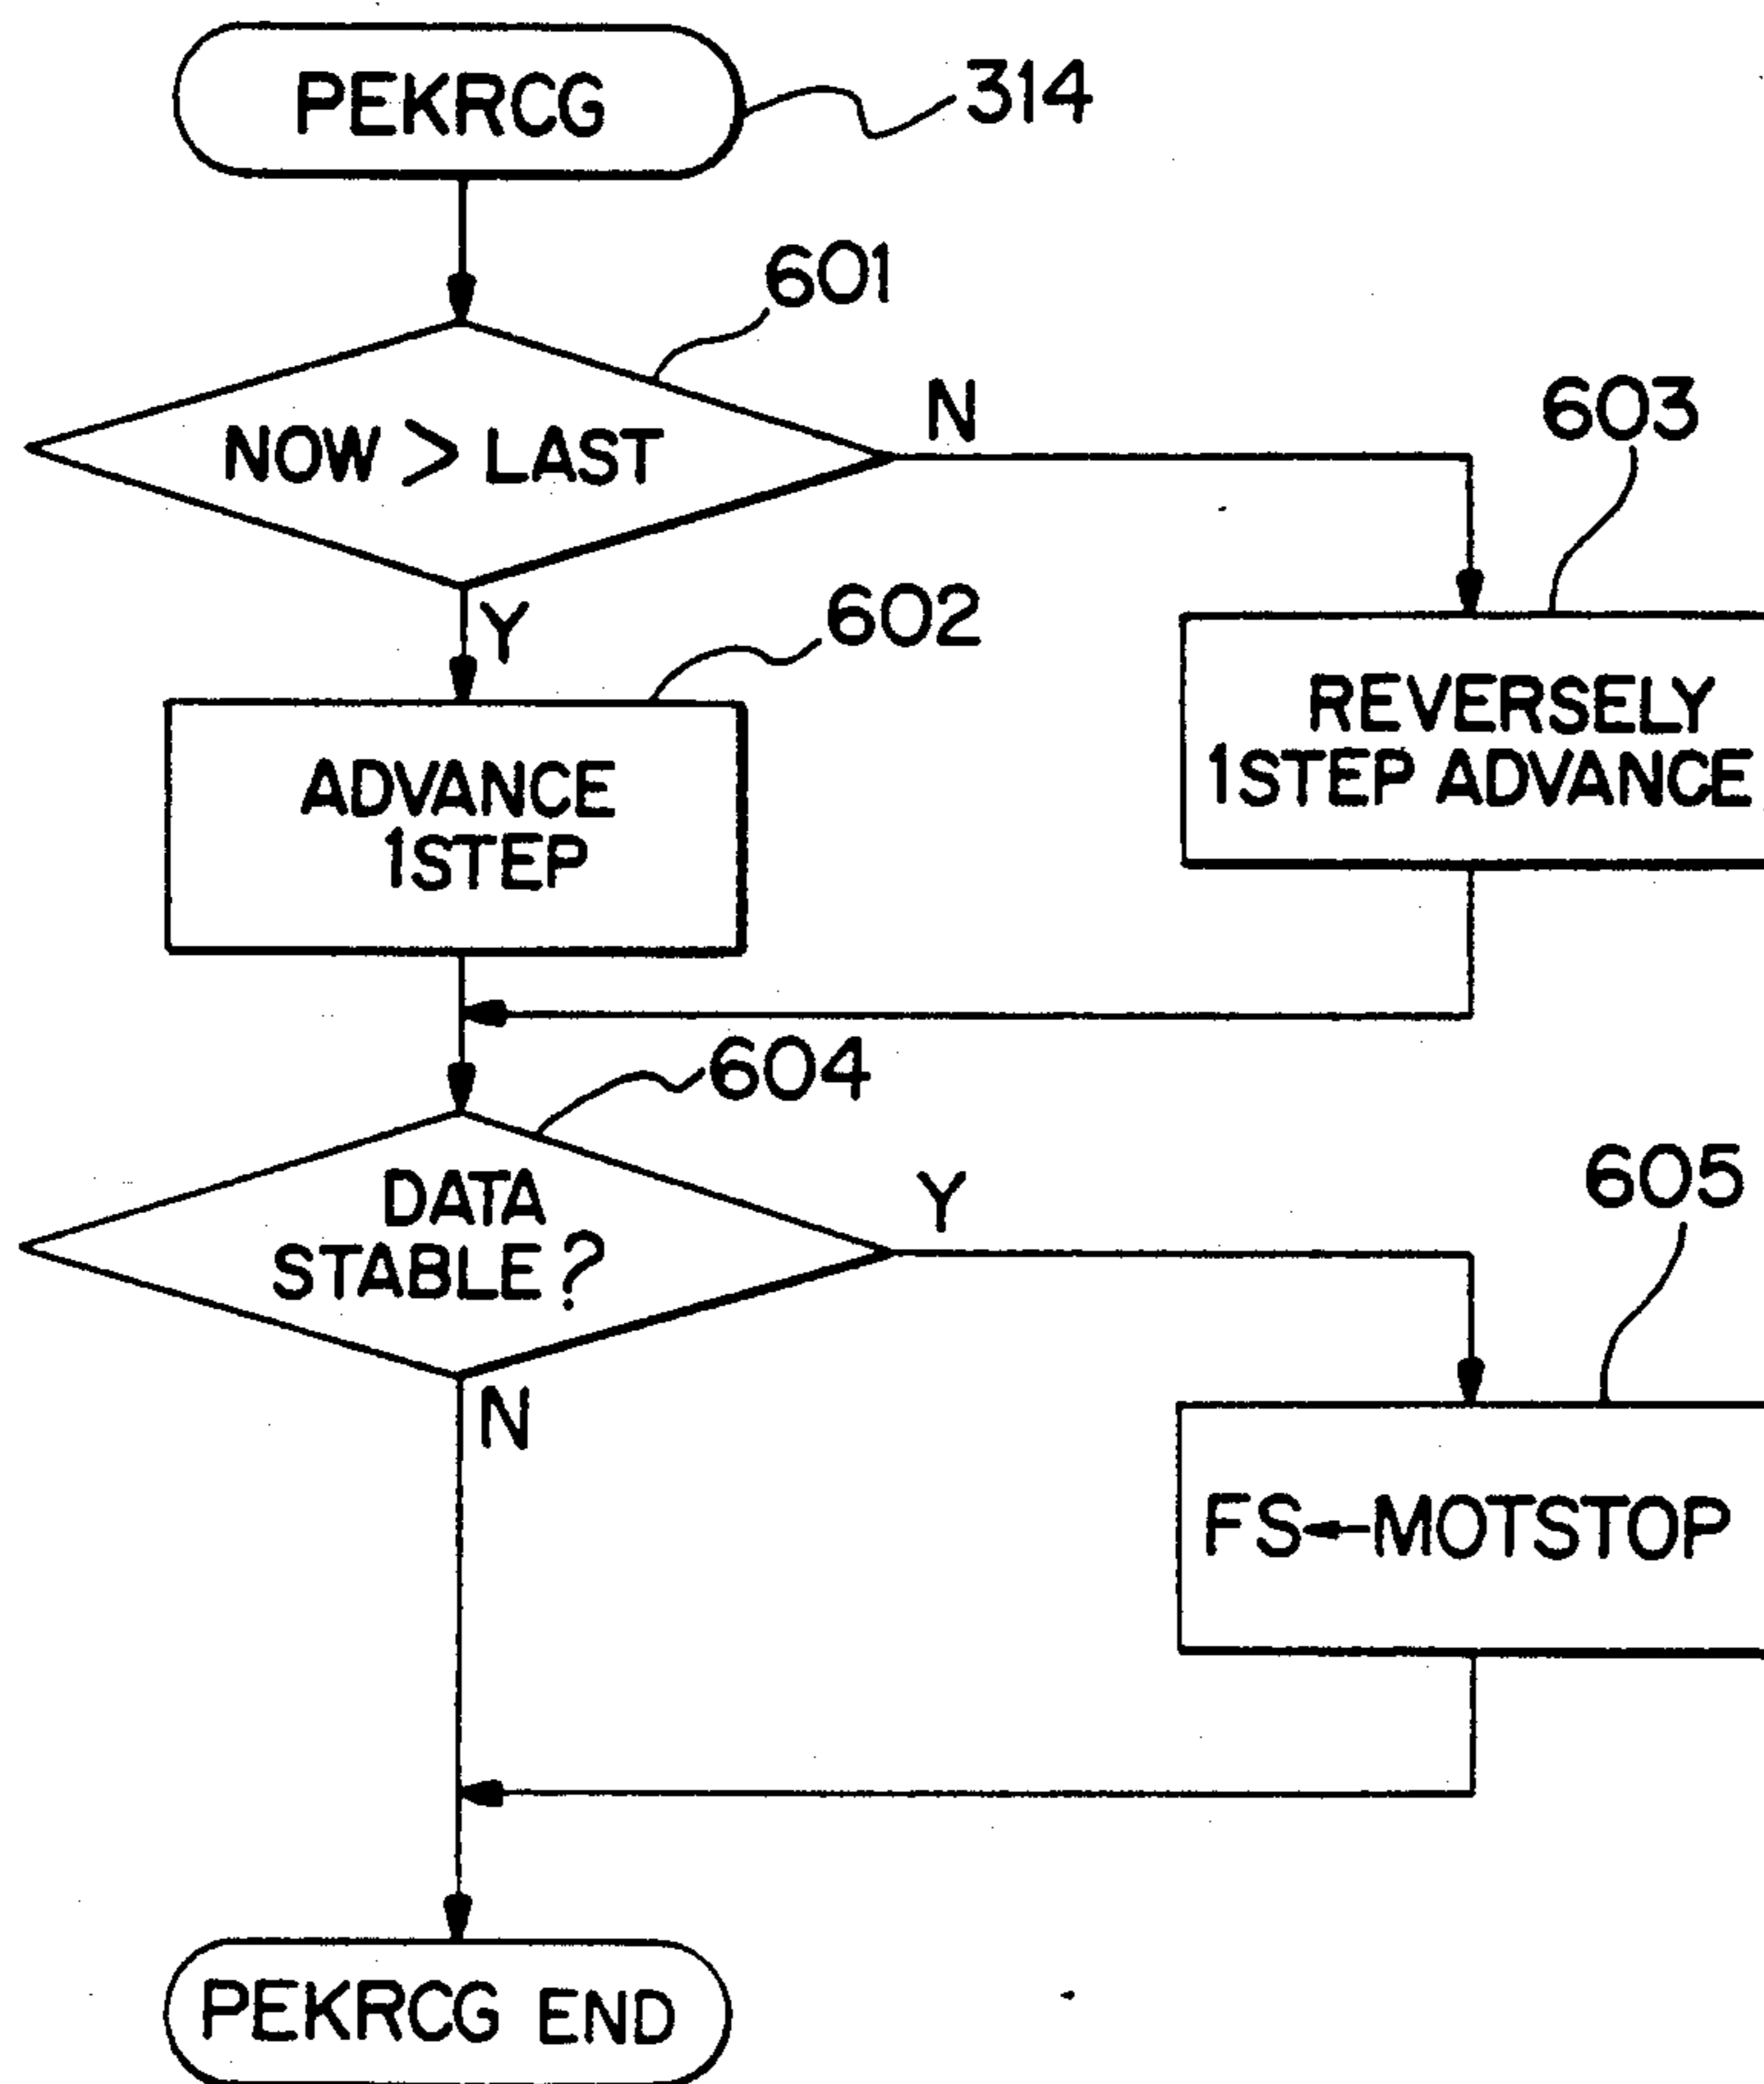 PEKRCG
314
601
NOW > LAST
N
603
Y
602
ADVANCE
1STEP
REVERSELY
1STEP ADVANCE
604
DATA
STABLE?
Y
605
N
FS←MOTSTOP
PEKRCG END